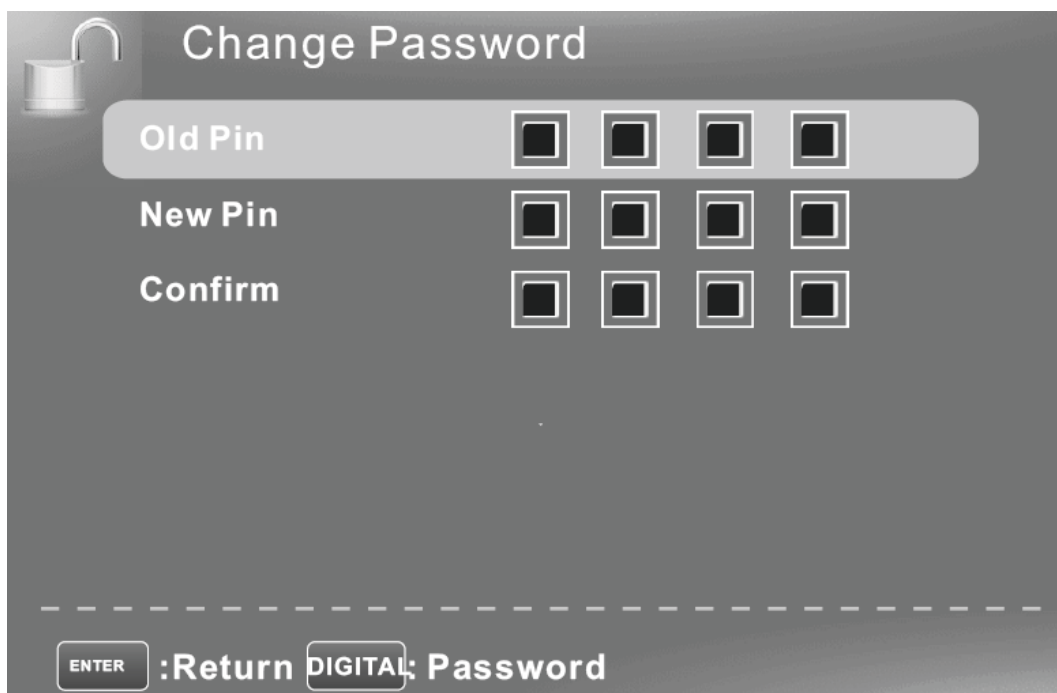 Change Password
Old Pin
New Pin
Confirm
ENTER :Return DIGITAL: Password